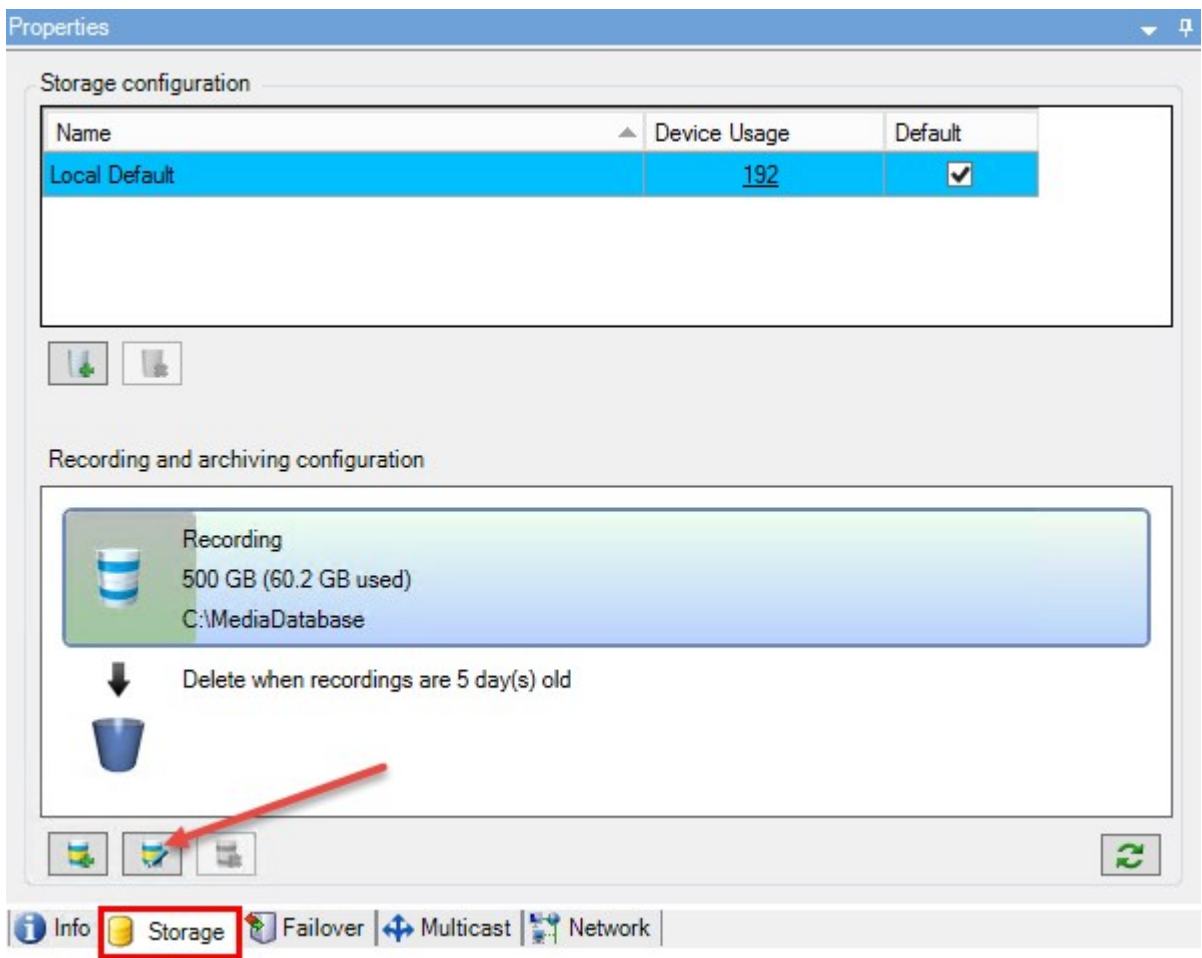 Properties
Storage configuration
Name Device Usage Default
Local Default 192
Recording and archiving configuration
Recording
500 GB (60.2 GB used)
C:\MediaDatabase
Delete when recordings are 5 day(s) old
Info Storage Failover Multicast Network